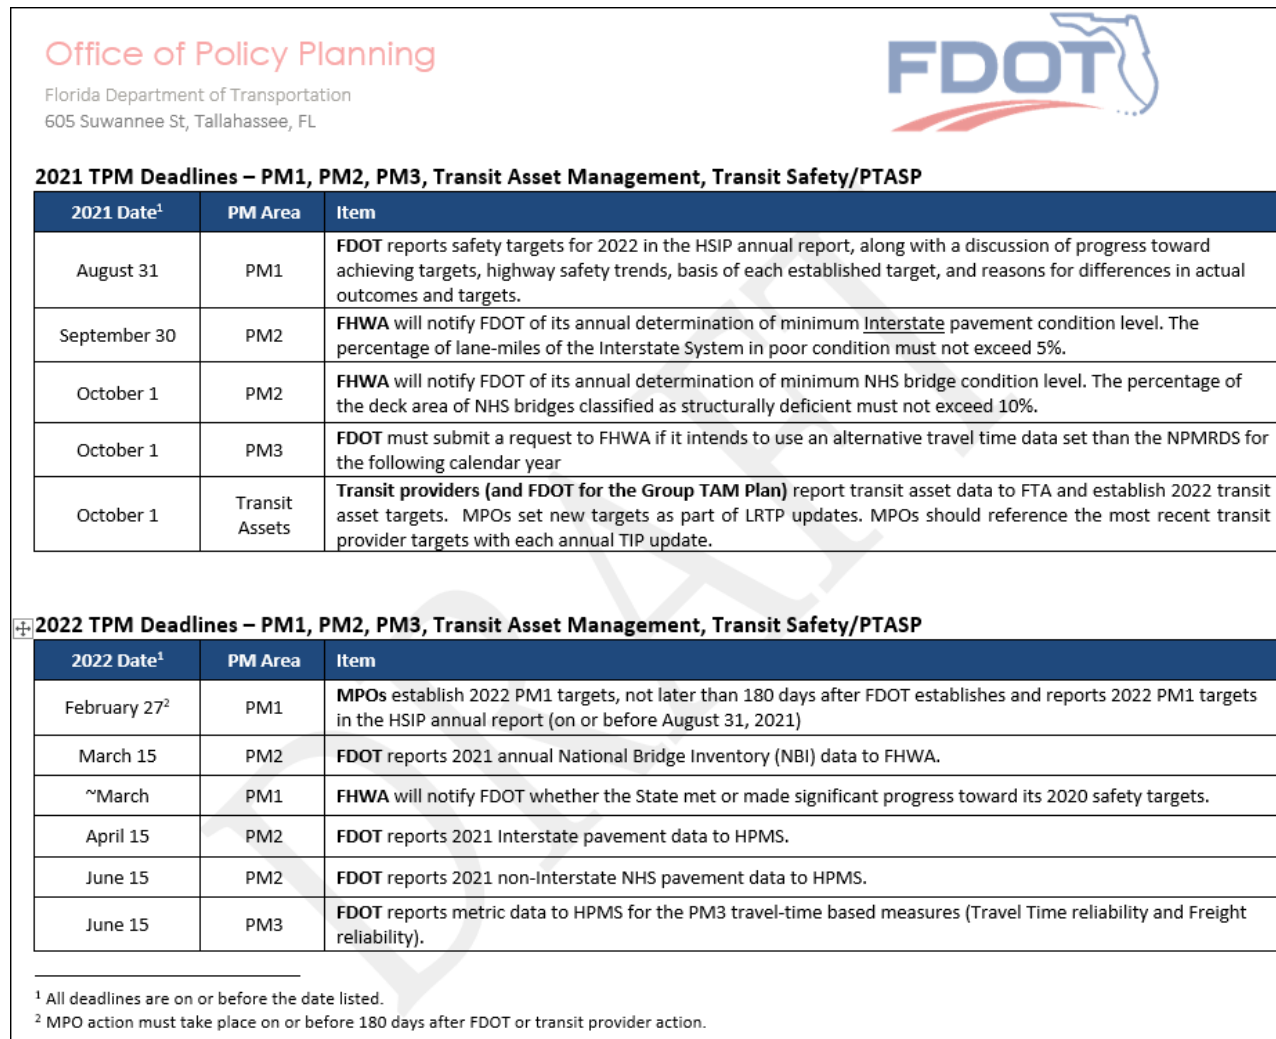 Office of Policy Planning
FDOT
Florida Department of Transportation
605 Suwannee St, Tallahassee, FL
2021 TPM Deadlines – PM1, PM2, PM3, Transit Asset Management, Transit Safety/PTASP
2021 Date¹ PM Area Item
August 31 PM1 FDOT reports safety targets for 2022 in the HSIP annual report, along with a discussion of progress toward
achieving targets, highway safety trends, basis of each established target, and reasons for differences in actual
outcomes and targets.
September 30 PM2 FHWA will notify FDOT of its annual determination of minimum Interstate pavement condition level. The
percentage of lane-miles of the Interstate System in poor condition must not exceed 5%.
October 1 PM2 FHWA will notify FDOT of its annual determination of minimum NHS bridge condition level. The percentage of
the deck area of NHS bridges classified as structurally deficient must not exceed 10%.
October 1 PM3 FDOT must submit a request to FHWA if it intends to use an alternative travel time data set than the NPMRDS for
the following calendar year
October 1 Transit Assets Transit providers (and FDOT for the Group TAM Plan) report transit asset data to FTA and establish 2022 transit
asset targets. MPOs set new targets as part of LRTP updates. MPOs should reference the most recent transit
provider targets with each annual TIP update.
2022 TPM Deadlines – PM1, PM2, PM3, Transit Asset Management, Transit Safety/PTASP
2022 Date¹ PM Area Item
February 27² PM1 MPOs establish 2022 PM1 targets, not later than 180 days after FDOT establishes and reports 2022 PM1 targets
in the HSIP annual report (on or before August 31, 2021)
March 15 PM2 FDOT reports 2021 annual National Bridge Inventory (NBI) data to FHWA.
~March PM1 FHWA will notify FDOT whether the State met or made significant progress toward its 2020 safety targets.
April 15 PM2 FDOT reports 2021 Interstate pavement data to HPMS.
June 15 PM2 FDOT reports 2021 non-Interstate NHS pavement data to HPMS.
June 15 PM3 FDOT reports metric data to HPMS for the PM3 travel-time based measures (Travel Time reliability and Freight
reliability).
¹ All deadlines are on or before the date listed.
² MPO action must take place on or before 180 days after FDOT or transit provider action.
DRAFT